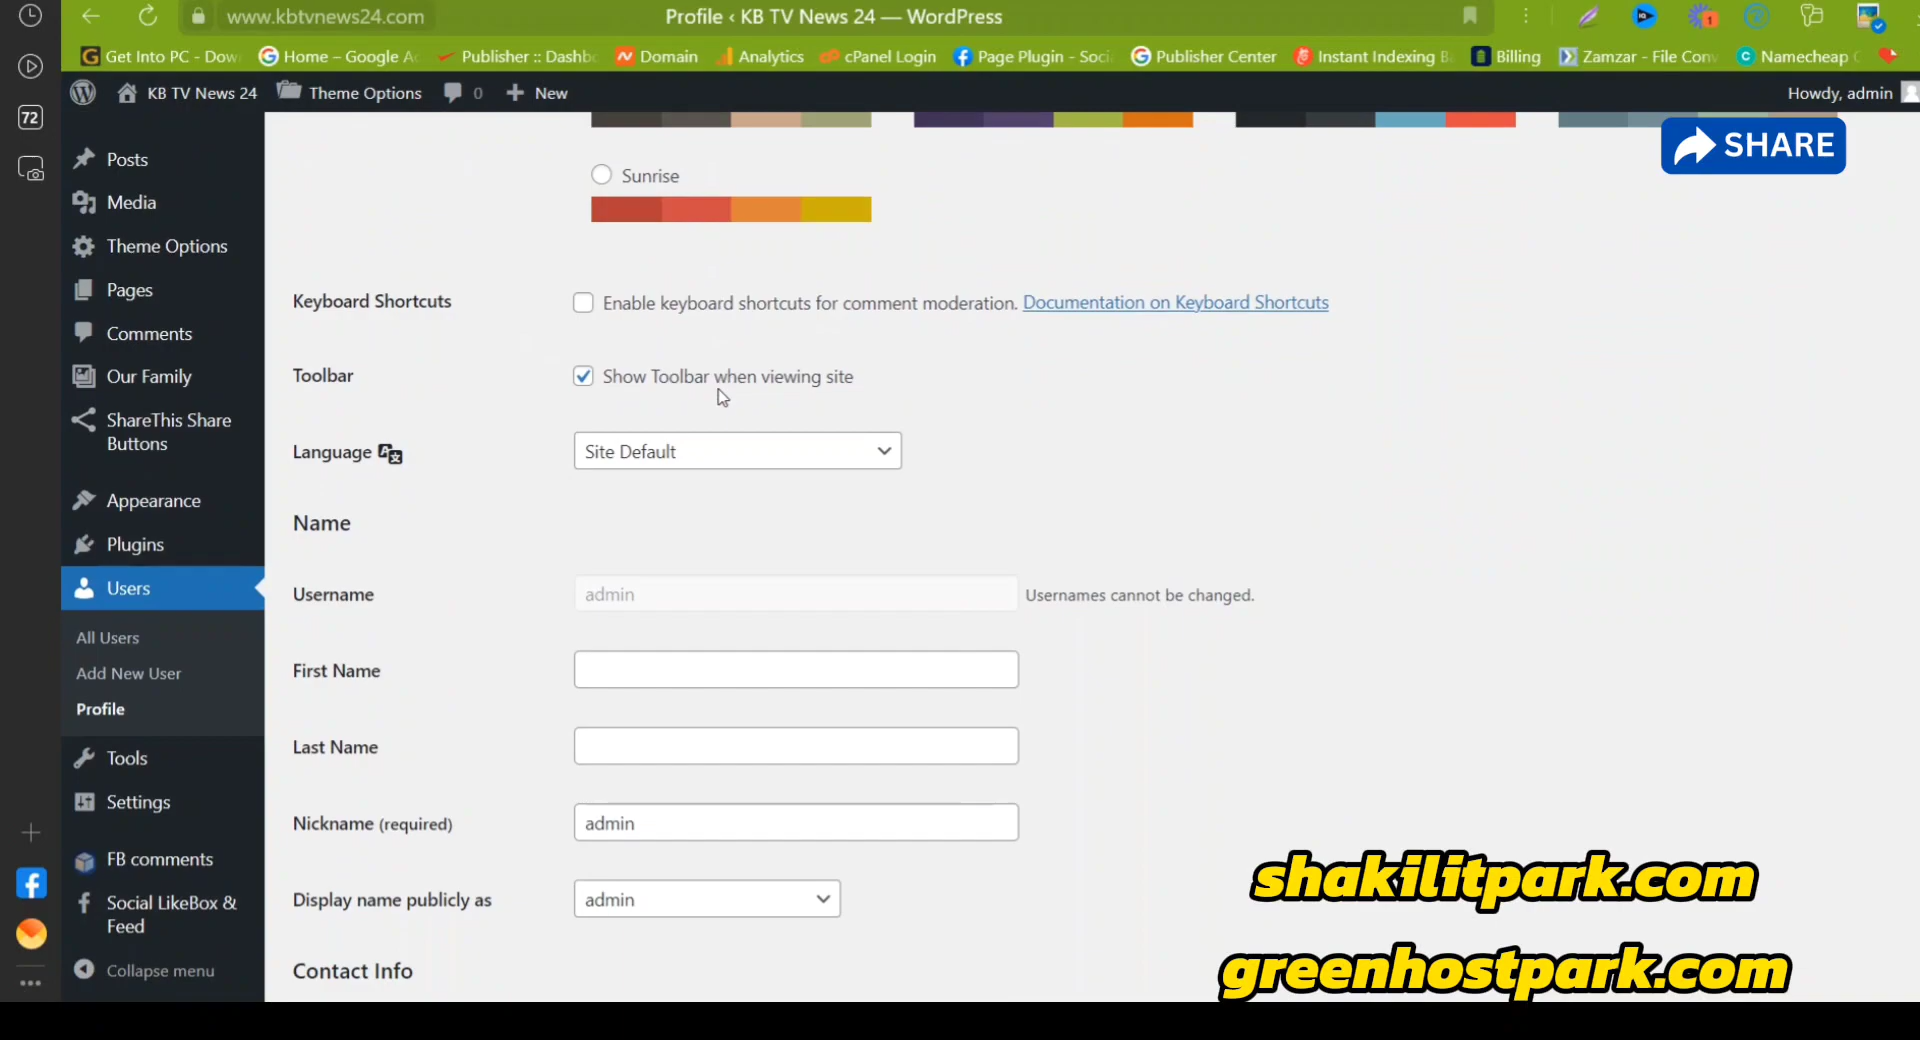 www.kbtvnews24.com
Profile ‹ KB TV News 24 — WordPress
Get Into PC - Dow
Home – Google Ac
Publisher :: Dashb
Domain
Analytics
cPanel Login
Page Plugin - Soci
Publisher Center
Instant Indexing B
Billing
Zamzar - File Con
Namecheap
KB TV News 24
Theme Options
0
New
Howdy, admin
72
SHARE
Posts
Media
Theme Options
Pages
Comments
Our Family
ShareThis Share
Buttons
Appearance
Plugins
Users
All Users
Add New User
Profile
Tools
Settings
FB comments
Social LikeBox &
Feed
Collapse menu
Sunrise
Keyboard Shortcuts
Enable keyboard shortcuts for comment moderation. Documentation on Keyboard Shortcuts
Toolbar
Show Toolbar when viewing site
Language
Site Default
Name
Username
admin
Usernames cannot be changed.
First Name
Last Name
Nickname (required)
admin
Display name publicly as
admin
Contact Info
shakilitpark.com
greenhostpark.com